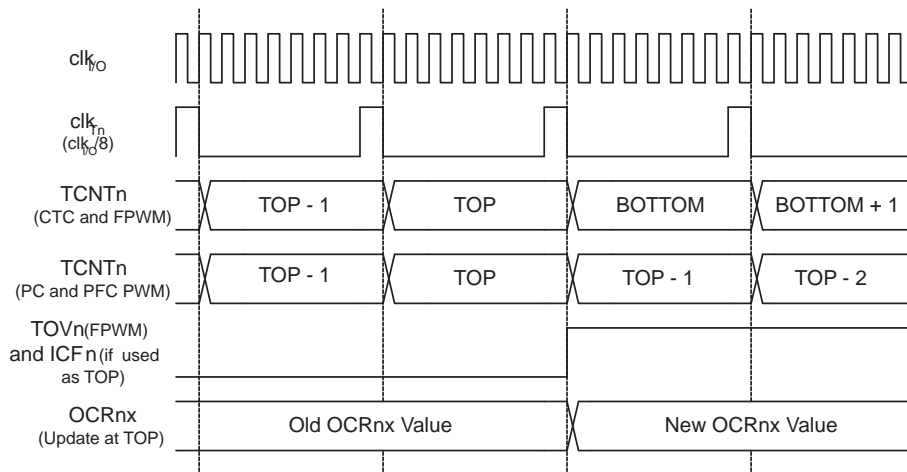 clkI/O
clkTn
(clkI/O/8)
TCNTn
(CTC and FPWM)
TOP - 1
TOP
BOTTOM
BOTTOM + 1
TCNTn
(PC and PFC PWM)
TOP - 1
TOP
TOP - 1
TOP - 2
TOVn(FPWM)
and ICFn(if used
as TOP)
OCRnx
(Update at TOP)
Old OCRnx Value
New OCRnx Value